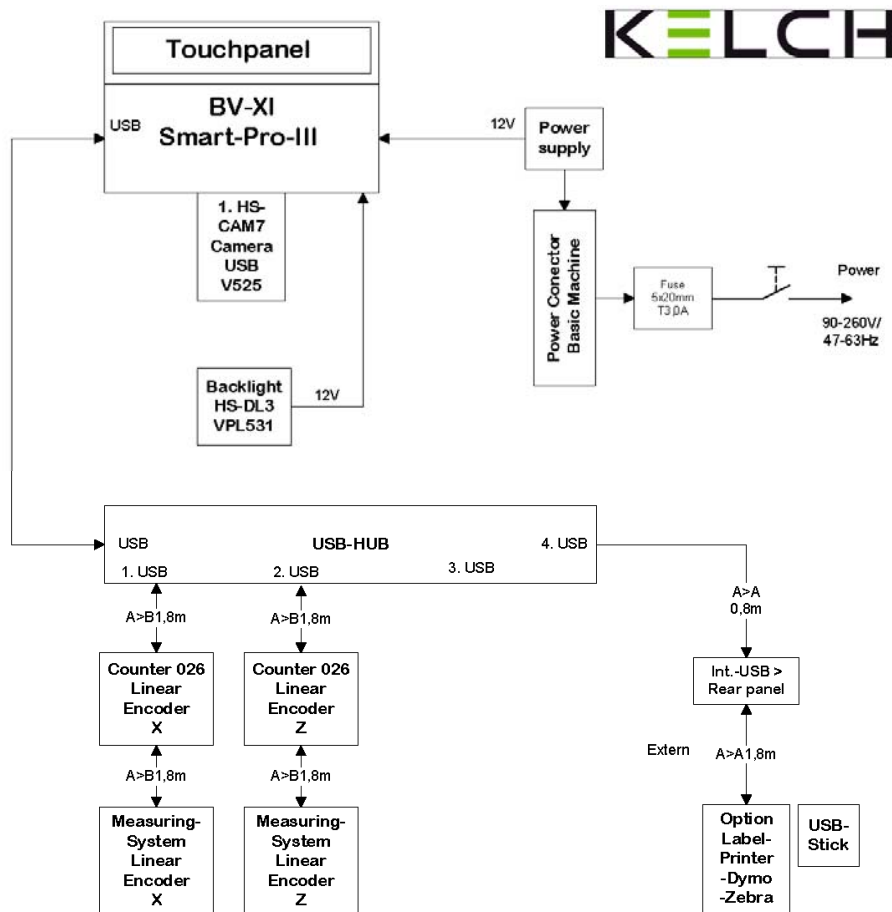 KELCH
Touchpanel
BV-XI
Smart-Pro-III
USB
12V
Power
supply
1. HS-
CAM7
Camera
USB
V525
Power Conector
Basic Machine
Fuse
5x20mm
T3,0A
Power
90-260V/
47-63Hz
Backlight
HS-DL3
VPL531
12V
USB
USB-HUB
4. USB
1. USB
2. USB
3. USB
A>B1,8m
A>B1,8m
A>A
0,8m
Counter 026
Linear
Encoder
X
Counter 026
Linear
Encoder
Z
Int.-USB >
Rear panel
A>B1,8m
A>B1,8m
Extern
A>A1,8m
Measuring-
System
Linear
Encoder
X
Measuring-
System
Linear
Encoder
Z
Option
Label-
Printer
-Dymo
-Zebra
USB-
Stick